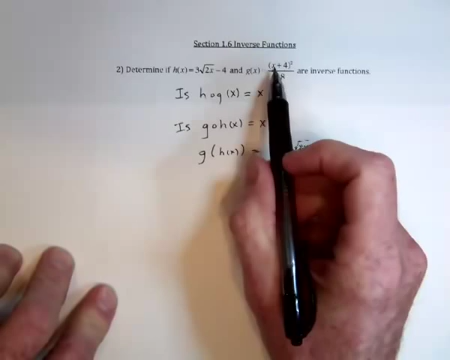 Section 1.6 Inverse Functions
2) Determine if h(x) = 3√2x − 4 and g(x) (x + 4)² 8 are inverse functions.
Is h o g (x) = x
Is g o h(x) = x
g (h(x)) =